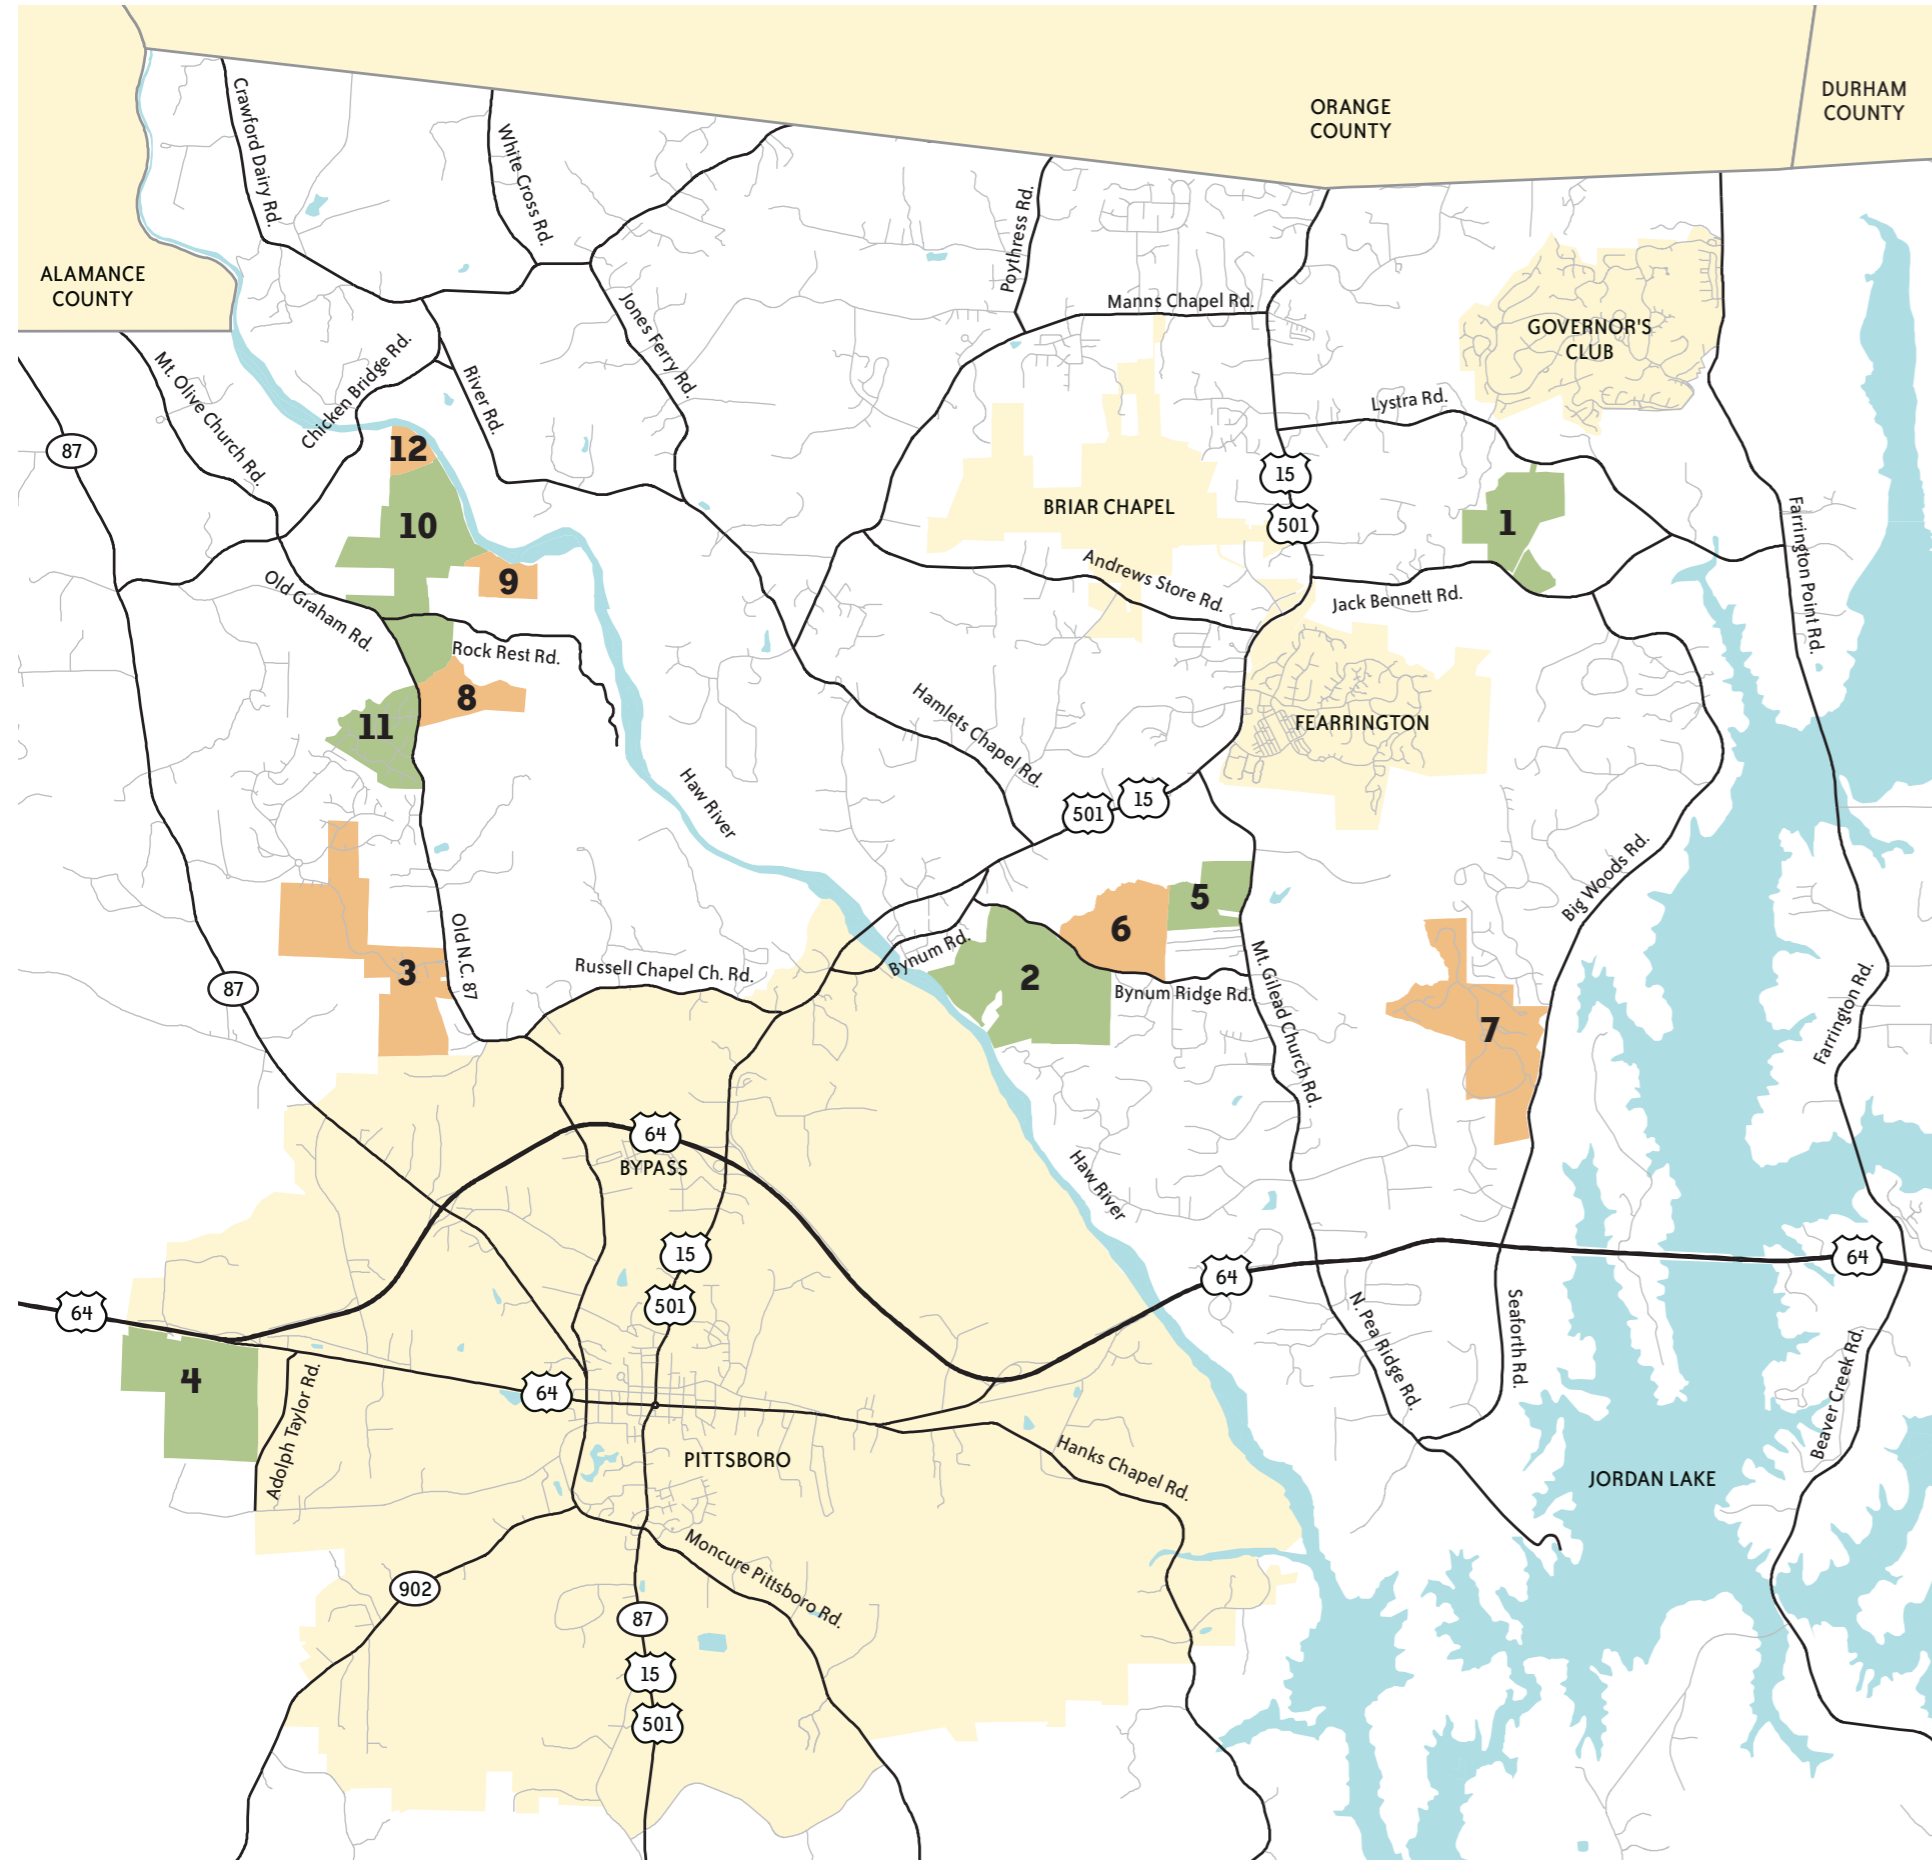 DURHAM
COUNTY
ORANGE
COUNTY
Crawford Dairy Rd.
White Cross Rd.
Poythress Rd.
ALAMANCE
COUNTY
Manns Chapel Rd.
Jones Ferry Rd.
GOVERNOR'S
CLUB
Mt. Olive Church Rd.
Chicken Bridge Rd.
River Rd.
Lystra Rd.
87
12
15
BRIAR CHAPEL
501
1
10
Farrington Point Rd.
9
Andrews Store Rd.
Jack Bennett Rd.
Old Graham Rd.
Rock Rest Rd.
8
11
Hamlets Chapel Rd.
FEARRINGTON
Haw River
501
15
Big Woods Rd.
5
6
Old N.C. 87
3
Russell Chapel Ch. Rd.
Bynum Rd.
2
Mt. Gilead Church Rd.
87
Bynum Ridge Rd.
7
Farrington Rd.
64
BYPASS
Haw River
15
64
64
501
64
N. Pea Ridge Rd.
Seaforth Rd.
4
64
Adolph Taylor Rd.
Beaver Creek Rd.
PITTSBORO
Hanks Chapel Rd.
JORDAN LAKE
Moncure Pittsboro Rd.
902
87
15
501